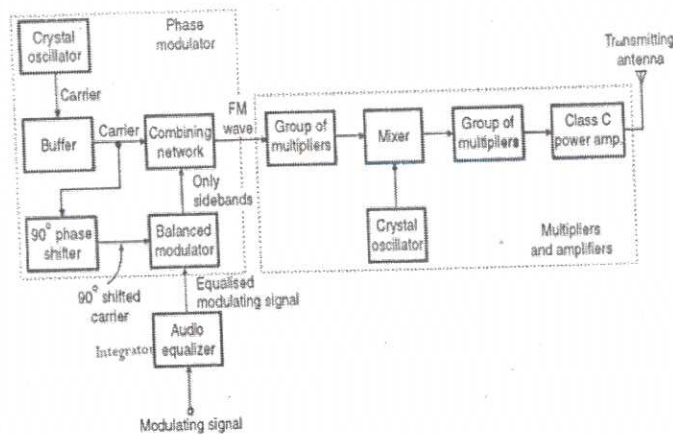 Phase
modulator
Crystal
oscillator
Carrier
Buffer
Carrier
Combining
network
FM
wave
Group of
multipliers
Mixer
Group of
multipliers
Class C
power amp.
Transmitting
antenna
Only
sidebands
90° phase
shifter
Balanced
modulator
Crystal
oscillator
Multipliers
and amplifiers
90° shifted
carrier
Equalised
modulating signal
Integrator
Audio
equalizer
Modulating signal